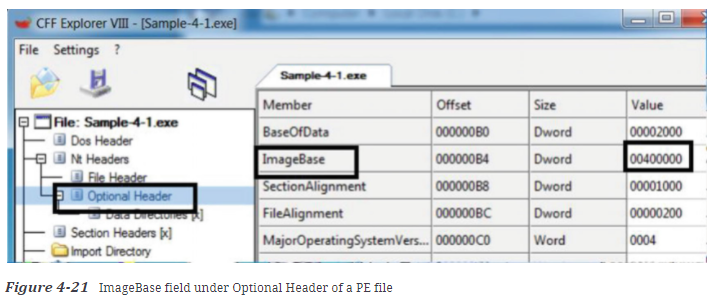 CFF Explorer VIII - [Sample-4-1.exe]
File Settings ?
Sample-4-1.exe
File: Sample-4-1.exe
Dos Header
Nt Headers
File Header
Optional Header
Data Directories [x]
Section Headers [x]
Import Directory
Member Offset Size Value
BaseOfData 000000B0 Dword 00002000
ImageBase 000000B4 Dword 00400000
SectionAlignment 000000B8 Dword 00001000
FileAlignment 000000BC Dword 00000200
MajorOperatingSystemVers... 000000C0 Word 0004
Figure 4-21 ImageBase field under Optional Header of a PE file